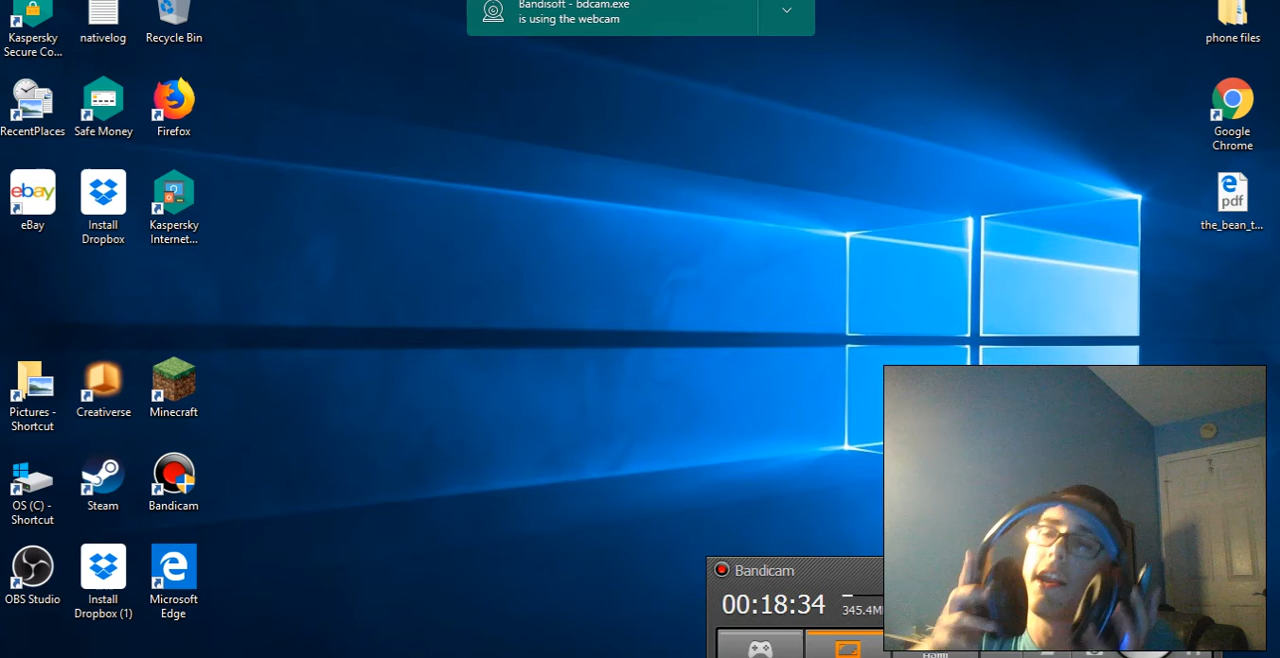 Bandisoft - bdcam.exe
is using the webcam
Kaspersky
Secure Co...
nativelog
Recycle Bin
phone files
RecentPlaces
Safe Money
Firefox
Google
Chrome
ebay
eBay
Install
Dropbox
Kaspersky
Internet...
pdf
the_bean_t...
Pictures -
Shortcut
Creativerse
Minecraft
OS (C) -
Shortcut
Steam
Bandicam
OBS Studio
Install
Dropbox (1)
Microsoft
Edge
Bandicam
00:18:34